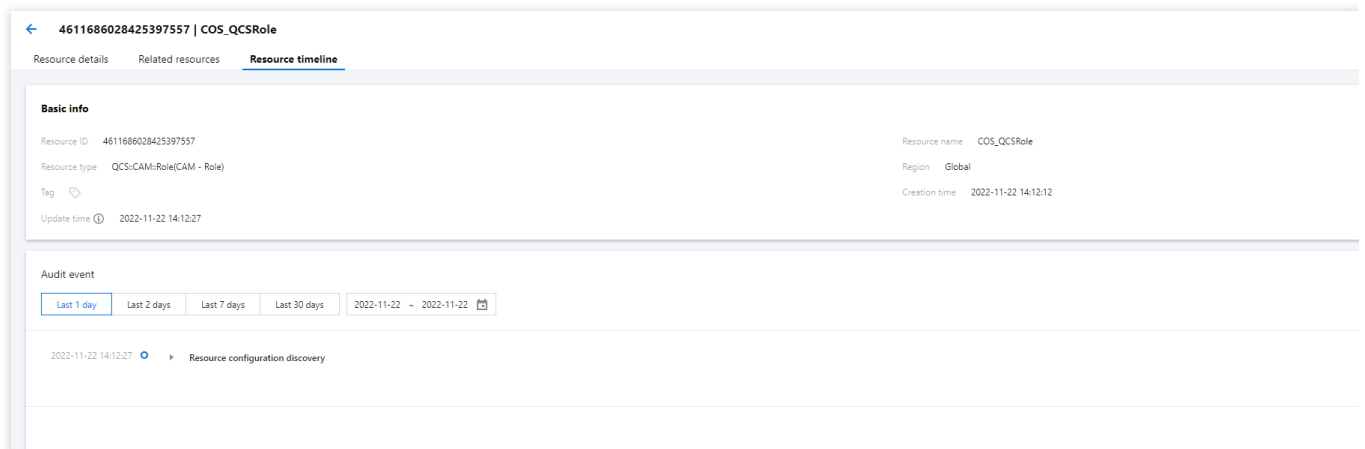 4611686028425397557 | COS_QCSRole
Resource details Related resources Resource timeline
Basic info
Resource ID 4611686028425397557 Resource name COS_QCSRole
Resource type QCS::CAM::Role(CAM - Role) Region Global
Tag Creation time 2022-11-22 14:12:12
Update time 2022-11-22 14:12:27
Audit event
Last 1 day Last 2 days Last 7 days Last 30 days 2022-11-22 ~ 2022-11-22
2022-11-22 14:12:27 Resource configuration discovery